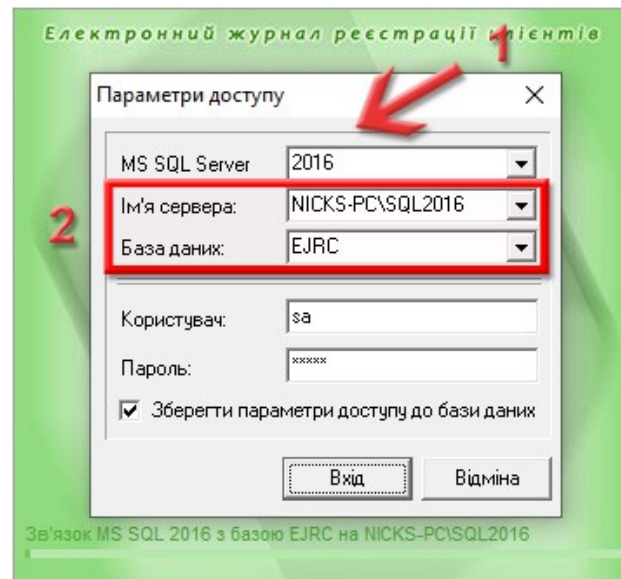 Електронний журнал реєстрації клієнтів
1
Параметри доступу
MS SQL Server 2016
2
Ім'я сервера: NICKS-PC\SQL2016
База даних: EJRC
Користувач: sa
Пароль: xxxxx
Зберегти параметри доступу до бази даних
Вхід Відміна
Зв'язок MS SQL 2016 з базою EJRC на NICKS-PC\SQL2016